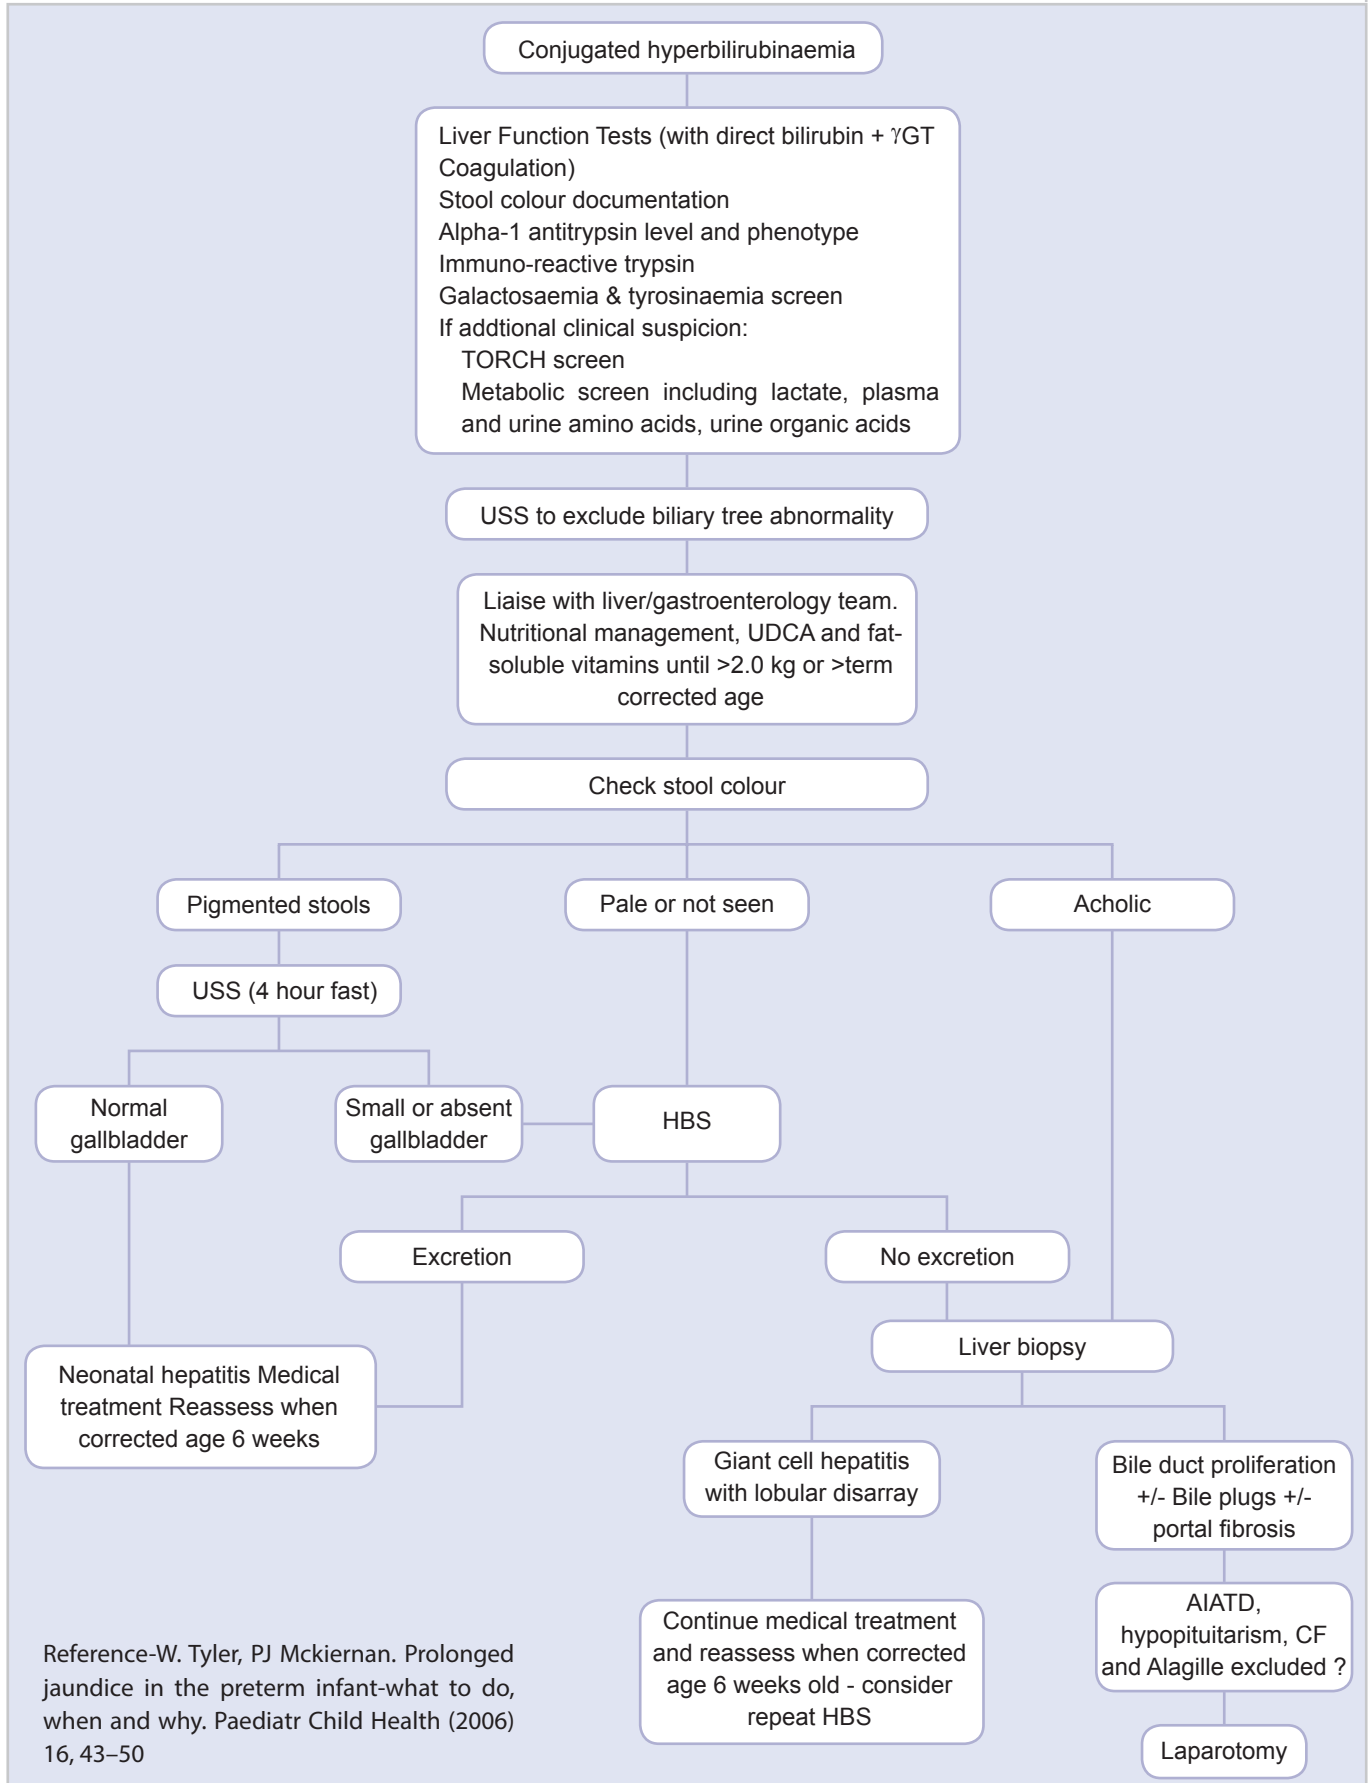 Conjugated hyperbilirubinaemia
Liver Function Tests (with direct bilirubin + γGT
Coagulation)
Stool colour documentation
Alpha-1 antitrypsin level and phenotype
Immuno-reactive trypsin
Galactosaemia & tyrosinaemia screen
If addtional clinical suspicion:
TORCH screen
Metabolic screen including lactate, plasma
and urine amino acids, urine organic acids
USS to exclude biliary tree abnormality
Liaise with liver/gastroenterology team.
Nutritional management, UDCA and fat-
soluble vitamins until >2.0 kg or >term
corrected age
Check stool colour
Pigmented stools
Pale or not seen
Acholic
USS (4 hour fast)
Normal
gallbladder
Small or absent
gallbladder
HBS
Excretion
No excretion
Liver biopsy
Neonatal hepatitis Medical
treatment Reassess when
corrected age 6 weeks
Giant cell hepatitis
with lobular disarray
Bile duct proliferation
+/- Bile plugs +/-
portal fibrosis
Continue medical treatment
and reassess when corrected
age 6 weeks old - consider
repeat HBS
AIATD,
hypopituitarism, CF
and Alagille excluded ?
Laparotomy
Reference-W. Tyler, PJ Mckiernan. Prolonged
jaundice in the preterm infant-what to do,
when and why. Paediatr Child Health (2006)
16, 43–50